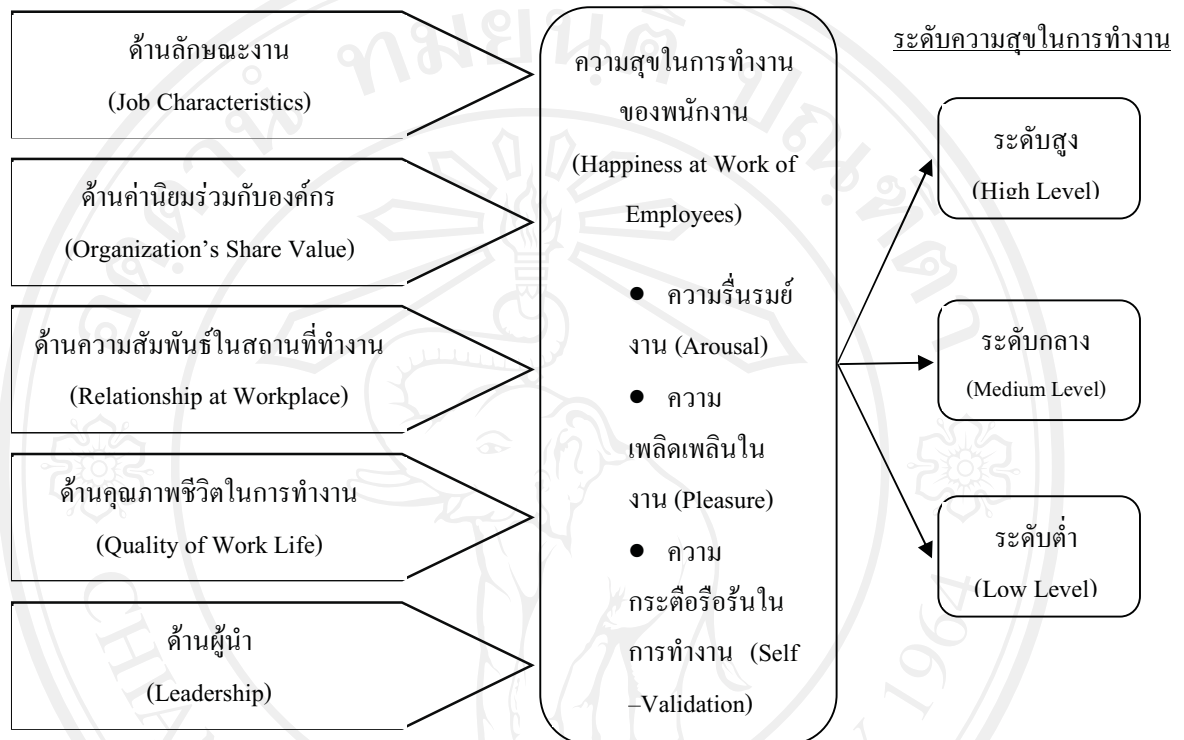 ด้านลักษณะงาน
(Job Characteristics)
ด้านค่านิยมร่วมกับองค์กร
(Organization’s Share Value)
ด้านความสัมพันธ์ในสถานที่ทำงาน
(Relationship at Workplace)
ด้านคุณภาพชีวิตในการทำงาน
(Quality of Work Life)
ด้านผู้นำ
(Leadership)
ความสุขในการทำงาน
ของพนักงาน
(Happiness at Work of
Employees)
● ความรื่นรมย์
งาน (Arousal)
● ความ
เพลิดเพลินใน
งาน (Pleasure)
● ความ
กระตือรือร้นใน
การทำงาน (Self
–Validation)
ระดับความสุขในการทำงาน
ระดับสูง
(High Level)
ระดับกลาง
(Medium Level)
ระดับต่ำ
(Low Level)
1964